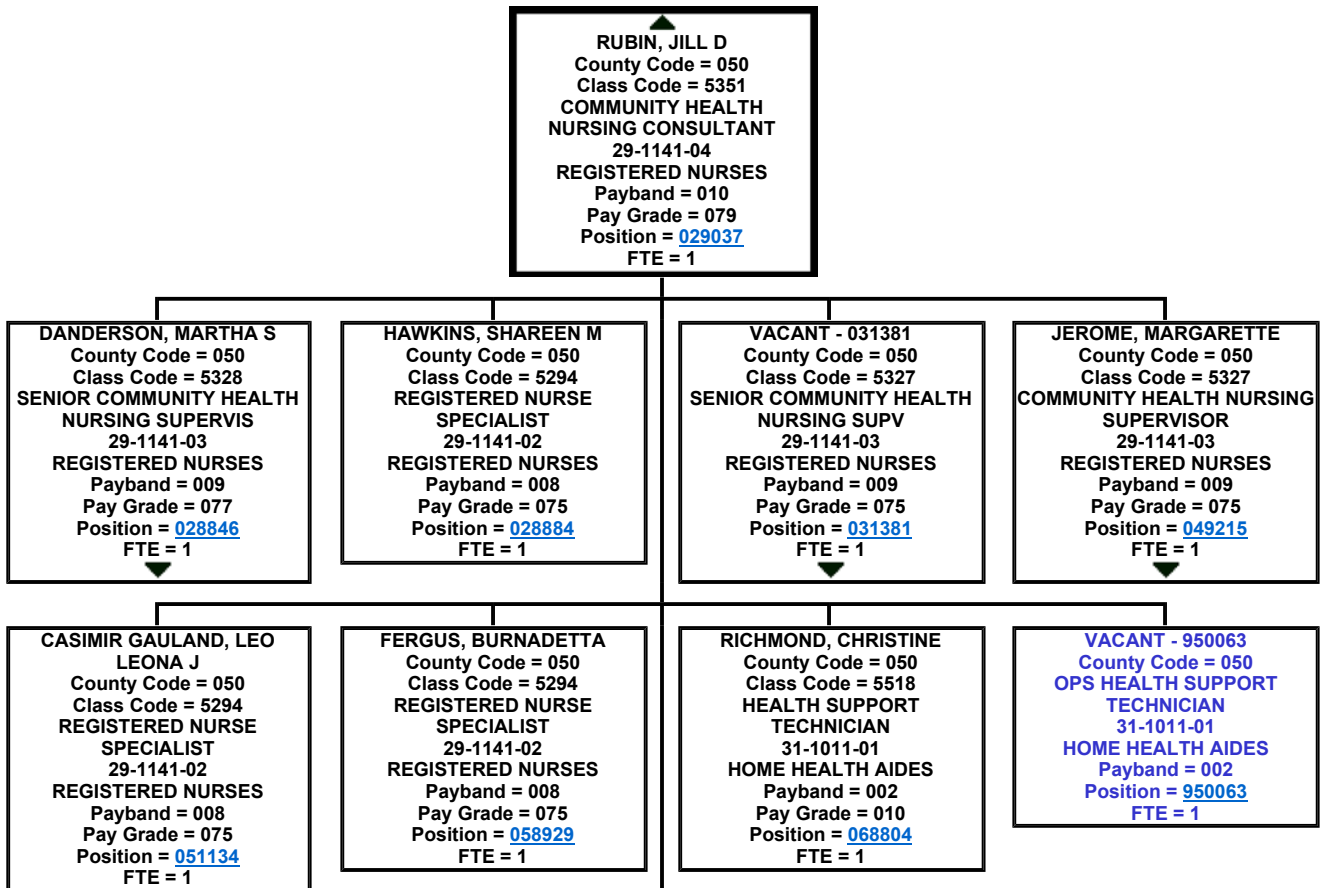 RUBIN, JILL D
County Code = 050
Class Code = 5351
COMMUNITY HEALTH
NURSING CONSULTANT
29-1141-04
REGISTERED NURSES
Payband = 010
Pay Grade = 079
Position = 029037
FTE = 1
DANDERSON, MARTHA S
County Code = 050
Class Code = 5328
SENIOR COMMUNITY HEALTH
NURSING SUPERVIS
29-1141-03
REGISTERED NURSES
Payband = 009
Pay Grade = 077
Position = 028846
FTE = 1
HAWKINS, SHAREEN M
County Code = 050
Class Code = 5294
REGISTERED NURSE
SPECIALIST
29-1141-02
REGISTERED NURSES
Payband = 008
Pay Grade = 075
Position = 028884
FTE = 1
VACANT - 031381
County Code = 050
Class Code = 5327
SENIOR COMMUNITY HEALTH
NURSING SUPV
29-1141-03
REGISTERED NURSES
Payband = 009
Pay Grade = 075
Position = 031381
FTE = 1
JEROME, MARGARETTE
County Code = 050
Class Code = 5327
COMMUNITY HEALTH NURSING
SUPERVISOR
29-1141-03
REGISTERED NURSES
Payband = 009
Pay Grade = 075
Position = 049215
FTE = 1
CASIMIR GAULAND, LEO
LEONA J
County Code = 050
Class Code = 5294
REGISTERED NURSE
SPECIALIST
29-1141-02
REGISTERED NURSES
Payband = 008
Pay Grade = 075
Position = 051134
FTE = 1
FERGUS, BURNADETTA
County Code = 050
Class Code = 5294
REGISTERED NURSE
SPECIALIST
29-1141-02
REGISTERED NURSES
Payband = 008
Pay Grade = 075
Position = 058929
FTE = 1
RICHMOND, CHRISTINE
County Code = 050
Class Code = 5518
HEALTH SUPPORT
TECHNICIAN
31-1011-01
HOME HEALTH AIDES
Payband = 002
Pay Grade = 010
Position = 068804
FTE = 1
VACANT - 950063
County Code = 050
OPS HEALTH SUPPORT
TECHNICIAN
31-1011-01
HOME HEALTH AIDES
Payband = 002
Position = 950063
FTE = 1